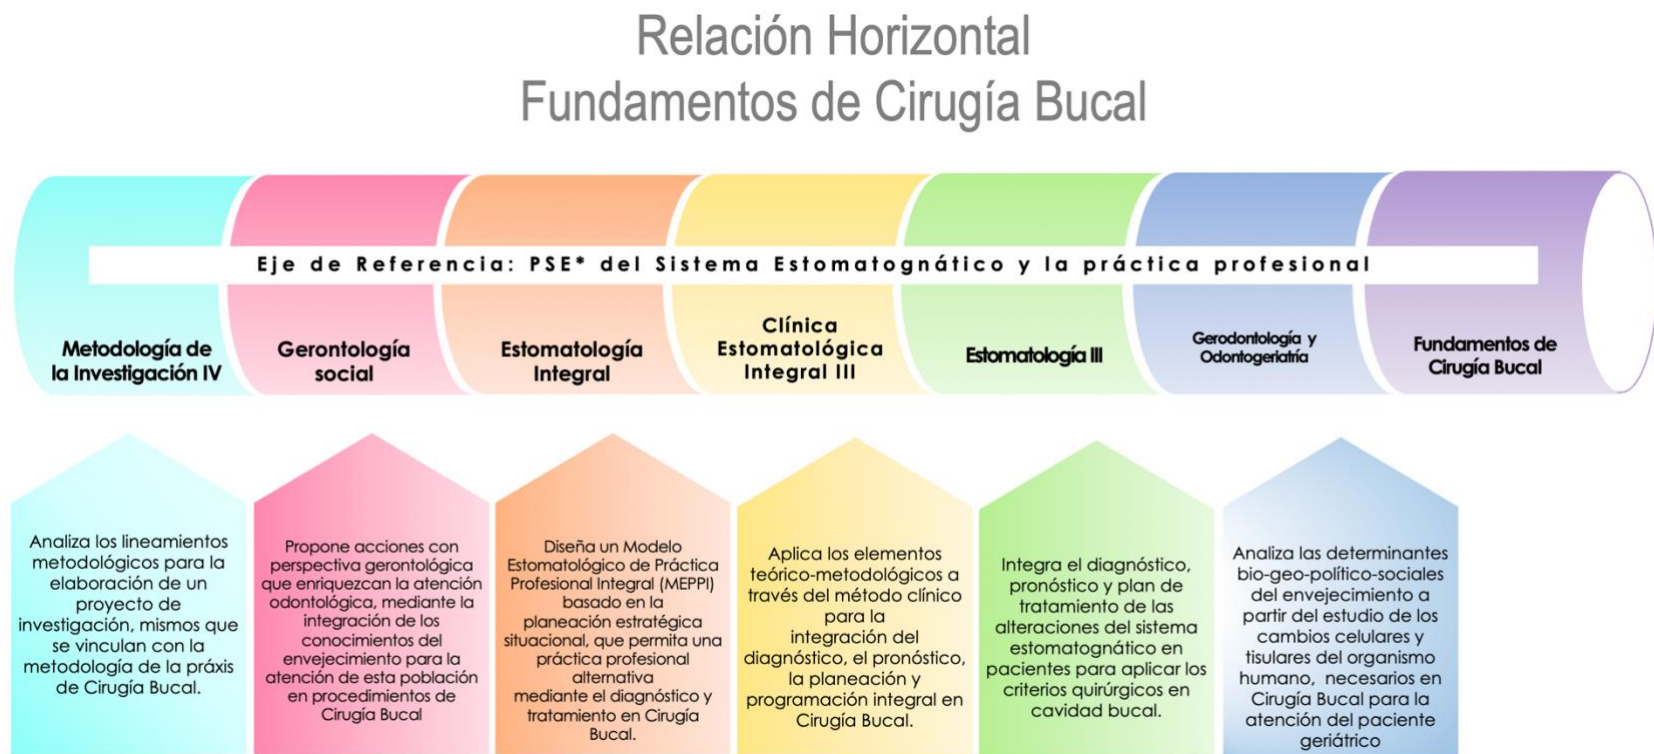 Relación Horizontal
Fundamentos de Cirugía Bucal
Eje de Referencia: PSE* del Sistema Estomatognático y la práctica profesional
Metodología de
la Investigación IV
Gerontología
social
Estomatología
Integral
Clínica
Estomatológica
Integral III
Estomatología III
Gerodontología y
Odontogeriatría
Fundamentos de
Cirugía Bucal
Analiza los lineamientos
metodológicos para la
elaboración de un
proyecto de
investigación, mismos que
se vinculan con la
metodología de la práxis
de Cirugía Bucal.
Propone acciones con
perspectiva gerontológica
que enriquezcan la atención
odontológica, mediante la
integración de los
conocimientos del
envejecimiento para la
atención de esta población
en procedimientos de
Cirugía Bucal
Diseña un Modelo
Estomatológico de Práctica
Profesional Integral (MEPPI)
basado en la
planeación estratégica
situacional, que permita una
práctica profesional
alternativa
mediante el diagnóstico y
tratamiento en Cirugía
Bucal.
Aplica los elementos
teórico-metodológicos a
través del método clínico
para la
integración del
diagnóstico, el pronóstico,
la planeación y
programación integral en
Cirugía Bucal.
Integra el diagnóstico,
pronóstico y plan de
tratamiento de las
alteraciones del sistema
estomatognático en
pacientes para aplicar los
criterios quirúrgicos en
cavidad bucal.
Analiza las determinantes
bio-geo-político-sociales
del envejecimiento a
partir del estudio de los
cambios celulares y
tisulares del organismo
humano, necesarios en
Cirugía Bucal para la
atención del paciente
geriátrico